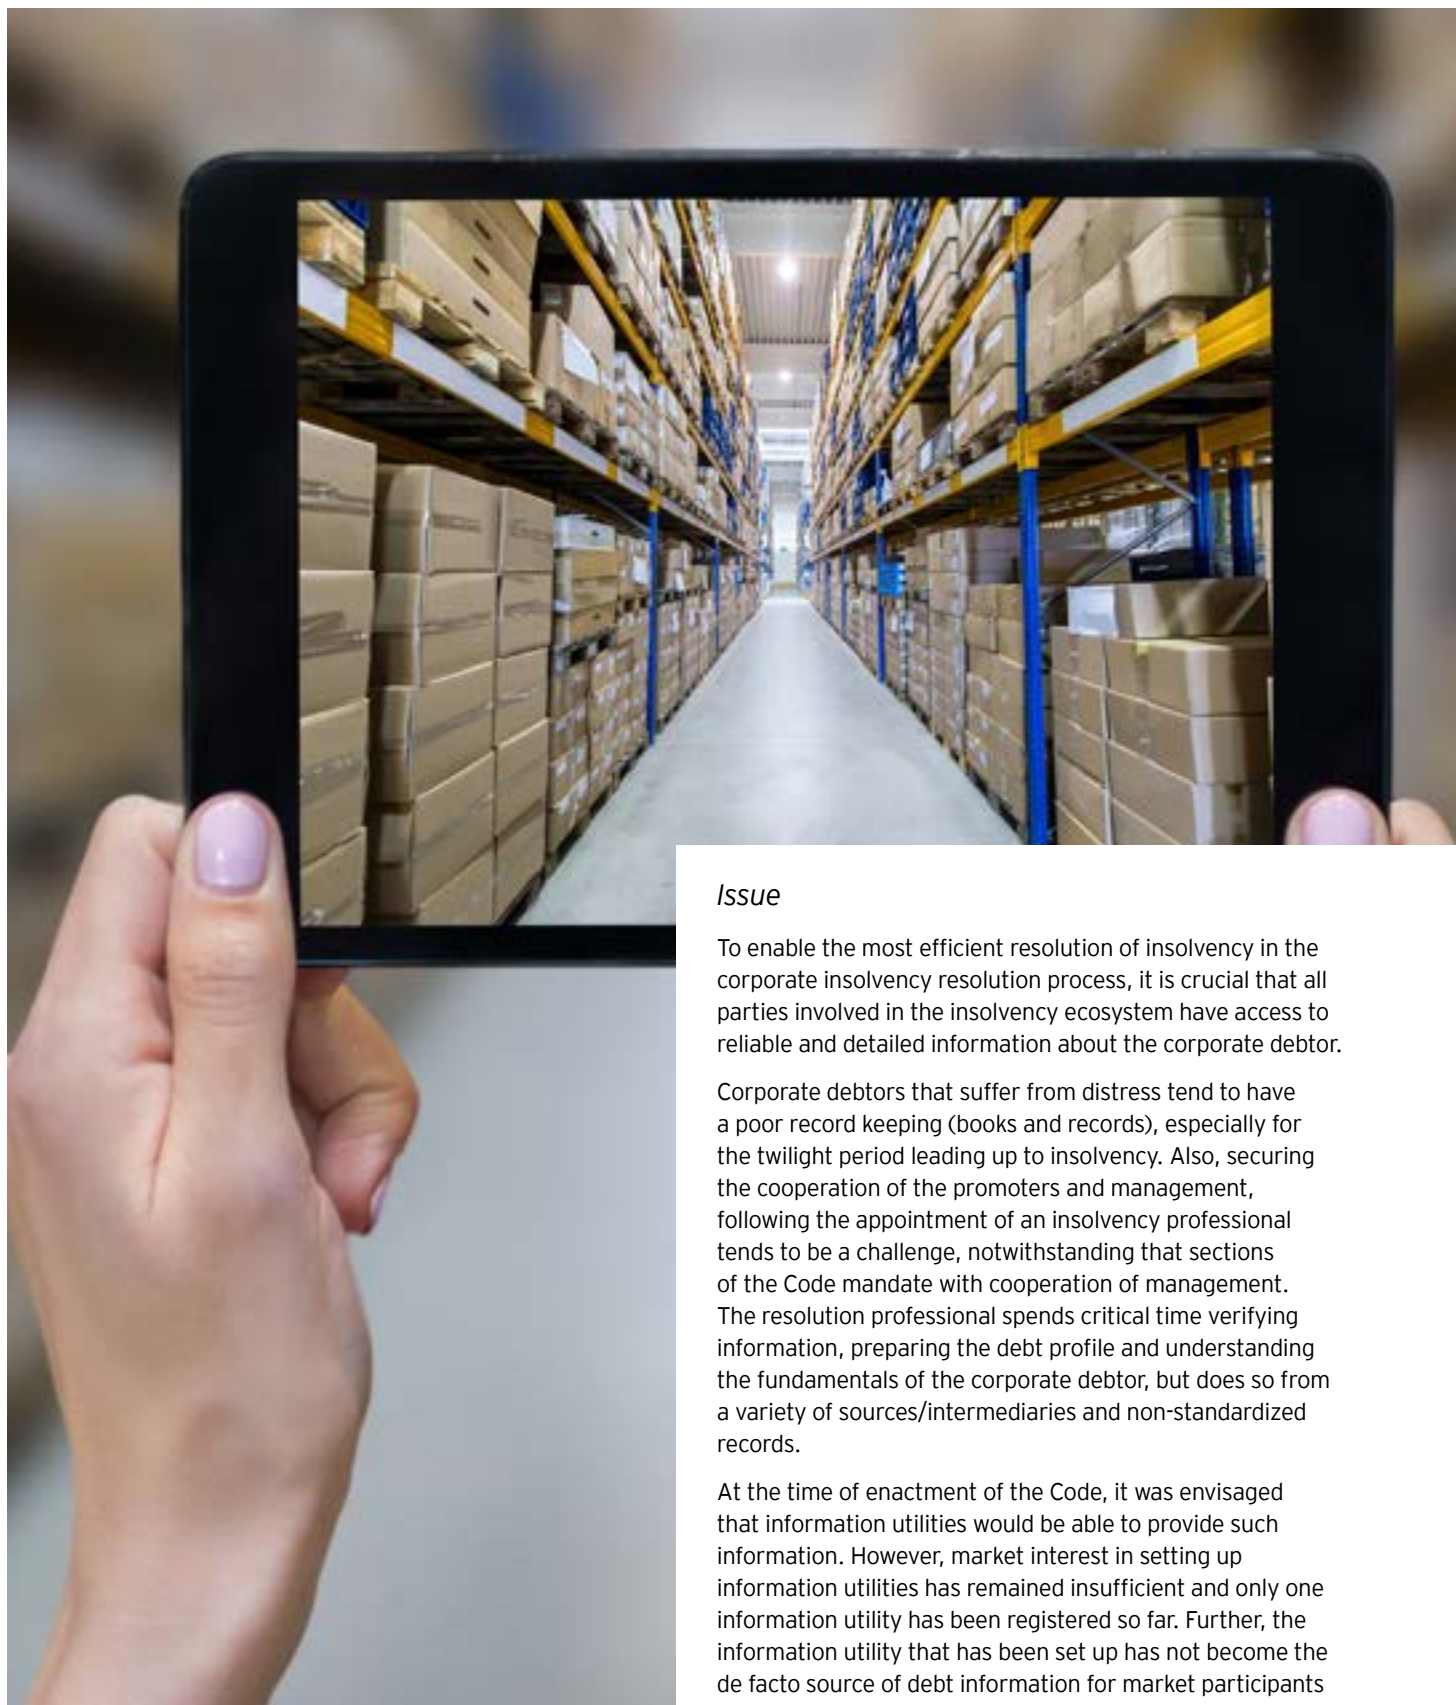 Issue
To enable the most efficient resolution of insolvency in the
corporate insolvency resolution process, it is crucial that all
parties involved in the insolvency ecosystem have access to
reliable and detailed information about the corporate debtor.
Corporate debtors that suffer from distress tend to have
a poor record keeping (books and records), especially for
the twilight period leading up to insolvency. Also, securing
the cooperation of the promoters and management,
following the appointment of an insolvency professional
tends to be a challenge, notwithstanding that sections
of the Code mandate with cooperation of management.
The resolution professional spends critical time verifying
information, preparing the debt profile and understanding
the fundamentals of the corporate debtor, but does so from
a variety of sources/intermediaries and non-standardized
records.
At the time of enactment of the Code, it was envisaged
that information utilities would be able to provide such
information. However, market interest in setting up
information utilities has remained insufficient and only one
information utility has been registered so far. Further, the
information utility that has been set up has not become the
de facto source of debt information for market participants